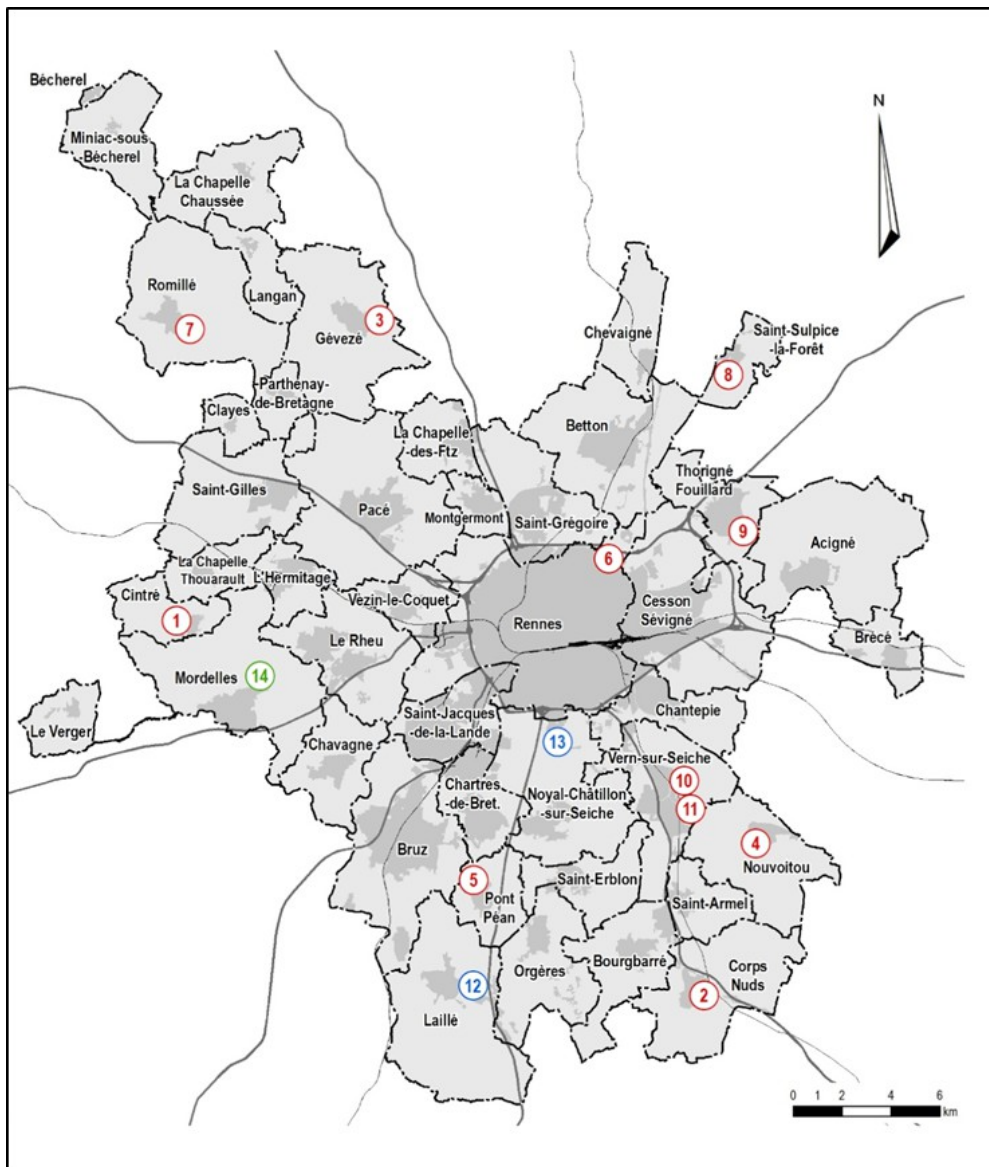 Bécherel
N
Miniac-sous
-Bécherel
La Chapelle
Chaussée
Romillé
Langan
7
3
Gévezé
Chevaigné
Saint-Sulpice
-la-Forêt
8
Parthenay
-de-Bretagne
Clayes
La Chapelle
-des-Ftz
Betton
Thorigné
Fouillard
Saint-Gilles
Pacé
Montgermont
Saint-Grégoire
9
Acigné
6
La Chapelle
Thouarault
L'Hermitage
Cintré
1
Vezin-le-Coquet
Cesson
Sévigné
Rennes
Le Rheu
Brécé
Mordelles
14
Le Verger
Saint-Jacques
-de-la-Lande
Chantepie
Chavagne
13
Vern-sur-Seiche
10
Chartres
-de-Bret.
Noyal-Châtillon
-sur-Seiche
11
Bruz
4
Nouvoitou
5
Saint-Erblon
Pont
Péan
Saint-Armel
Orgères
Bourgbarré
Corps
Nuds
12
2
Laillé
0 1 2 4 6
km